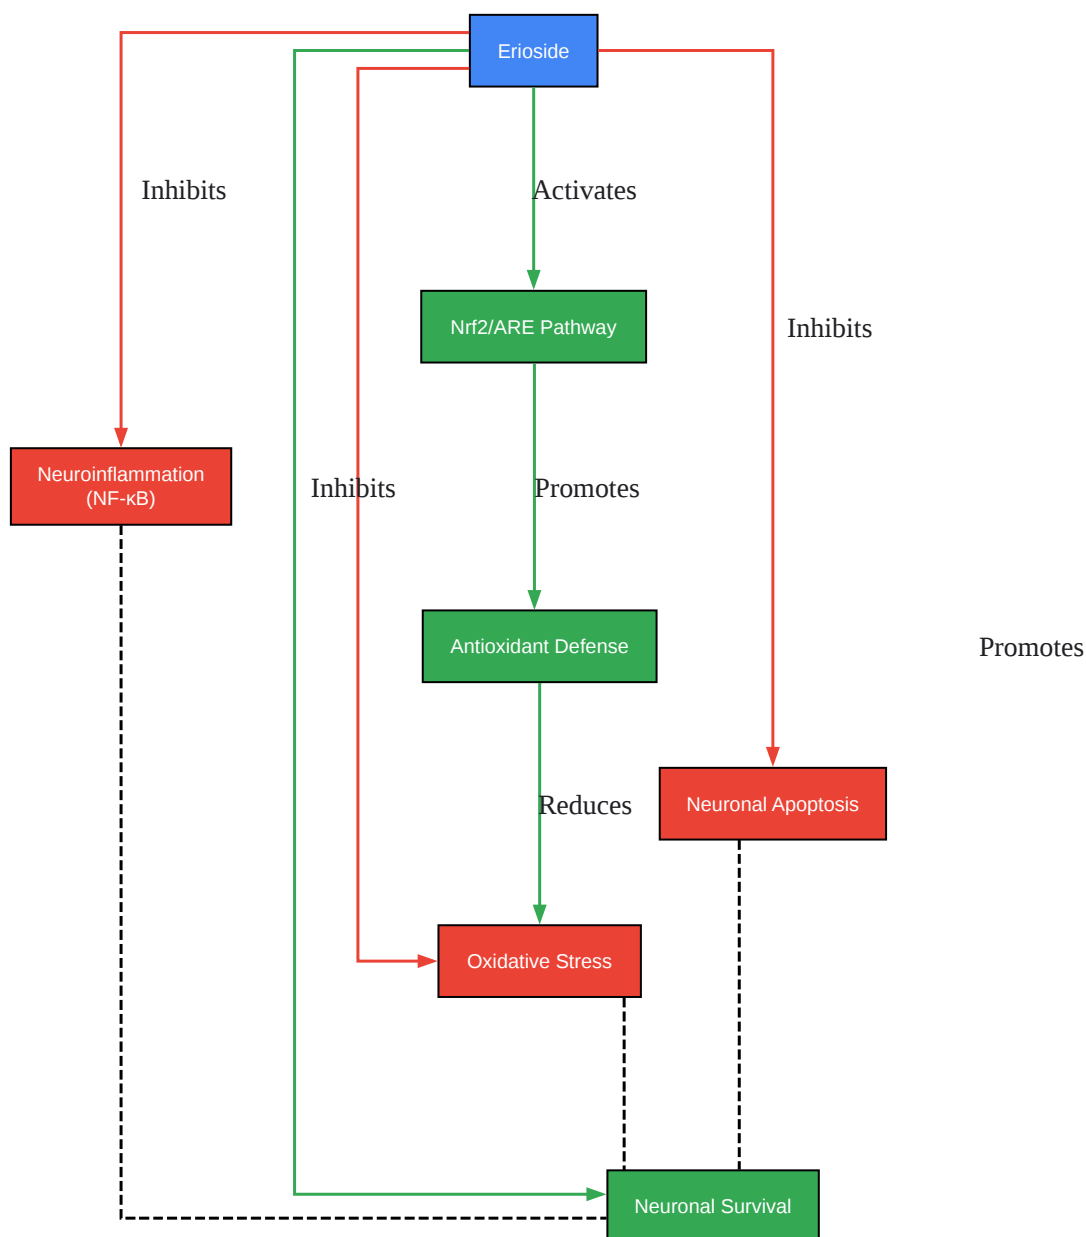 Erioside
Inhibits
Activates
Nrf2/ARE Pathway
Inhibits
Neuroinflammation
(NF-κB)
Inhibits
Promotes
Antioxidant Defense
Promotes
Neuronal Apoptosis
Reduces
Oxidative Stress
Neuronal Survival